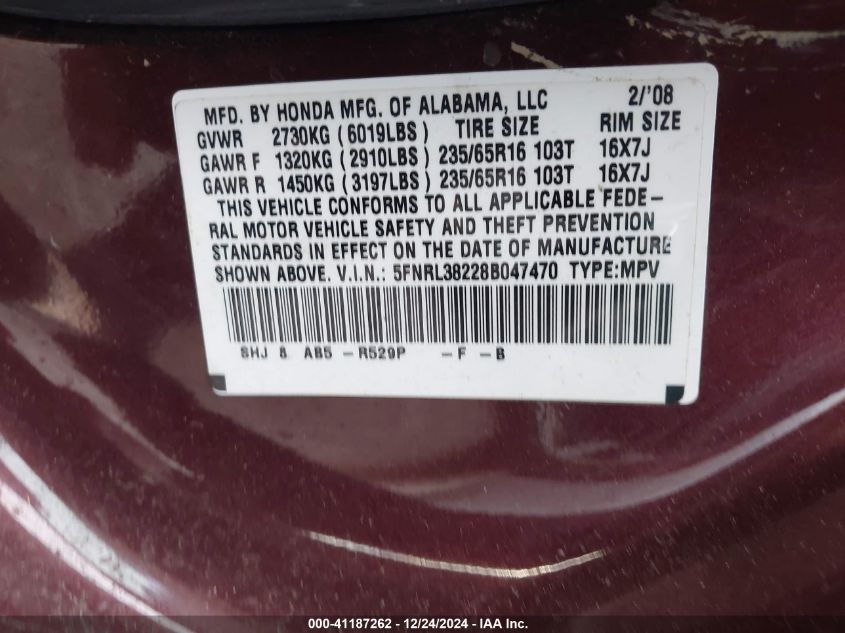 MFD. BY HONDA MFG. OF ALABAMA, LLC 2/'08
GVWR 2730KG (6019LBS) TIRE SIZE RIM SIZE
GAWR F 1320KG (2910LBS) 235/65R16 103T 16X7J
GAWR R 1450KG (3197LBS) 235/65R16 103T 16X7J
THIS VEHICLE CONFORMS TO ALL APPLICABLE FEDE-
RAL MOTOR VEHICLE SAFETY AND THEFT PREVENTION
STANDARDS IN EFFECT ON THE DATE OF MANUFACTURE
SHOWN ABOVE. V.I.N.: 5FNRL38228B047470 TYPE:MPV
SHJ 8 AB5 -R529P -F -B
000-41187262 - 12/24/2024 - IAA Inc.